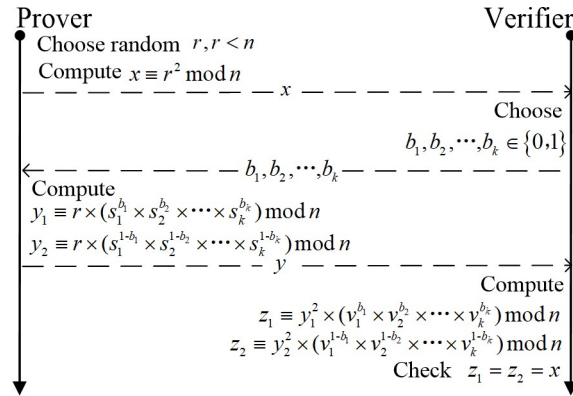 Prover Verifier
Choose random r, r < n
Compute x ≡ r² mod n
x
Choose
b₁,b₂,⋯,bₖ ∈ {0,1}
b₁,b₂,⋯,bₖ
Compute
y₁ ≡ r × (s₁^{b₁} × s₂^{b₂} × ⋯ × sₖ^{bₖ}) mod n
y₂ ≡ r × (s₁^{1-b₁} × s₂^{1-b₂} × ⋯ × sₖ^{1-bₖ}) mod n
y
Compute
z₁ ≡ y₁² × (v₁^{b₁} × v₂^{b₂} × ⋯ × vₖ^{bₖ}) mod n
z₂ ≡ y₂² × (v₁^{1-b₁} × v₂^{1-b₂} × ⋯ × vₖ^{1-bₖ}) mod n
Check z₁ = z₂ = x